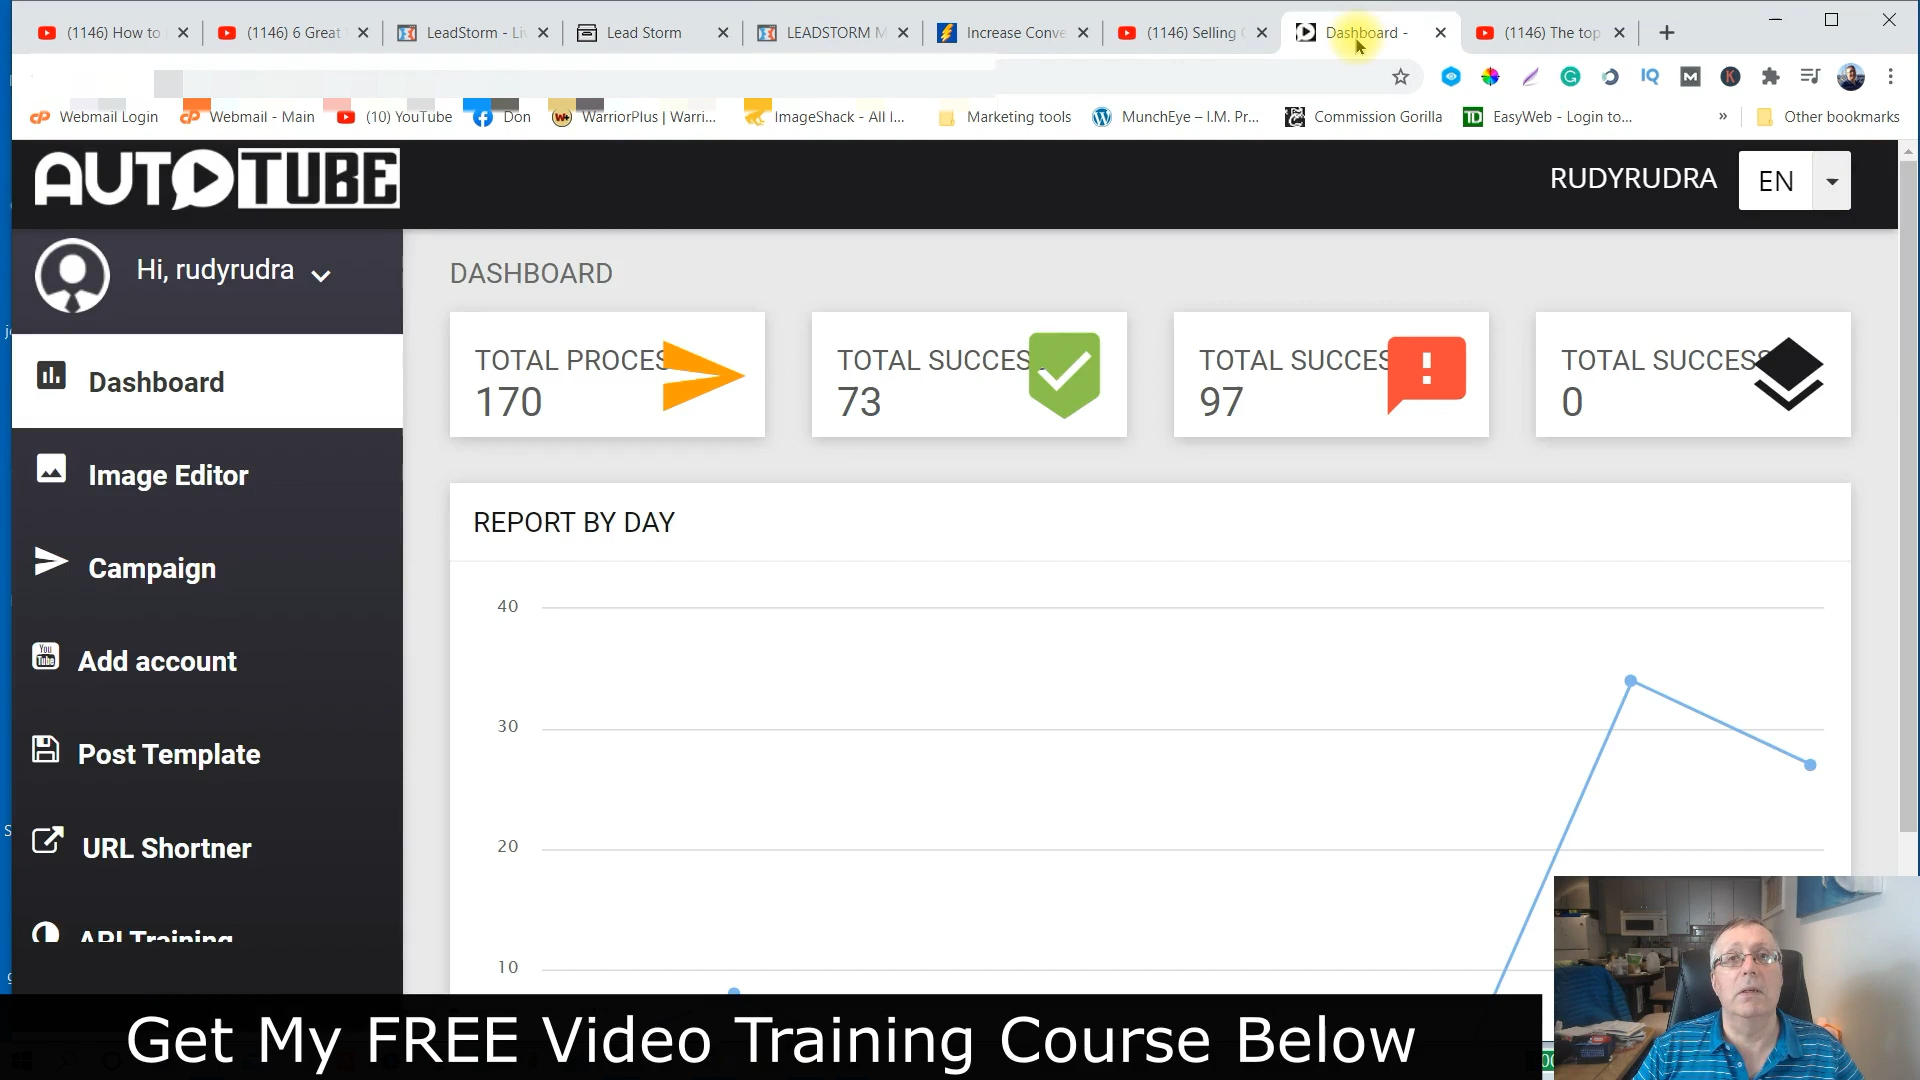 (1146) How to
(1146) 6 Great
LeadStorm - Li
Lead Storm
LEADSTORM M
Increase Conve
(1146) Selling
Dashboard -
(1146) The top
IQ
M
K
Webmail Login
Webmail - Main
(10) YouTube
Don
WarriorPlus | Warri...
ImageShack - All I...
Marketing tools
MunchEye – I.M. Pr...
Commission Gorilla
EasyWeb - Login to...
»
Other bookmarks
AUTOTUBE
RUDYRUDRA
EN
Hi, rudyrudra
DASHBOARD
TOTAL PROCES
170
TOTAL SUCCES
73
TOTAL SUCCES
97
TOTAL SUCCESS
0
Dashboard
Image Editor
Campaign
Add account
Post Template
URL Shortner
API Training
REPORT BY DAY
40
30
20
10
Get My FREE Video Training Course Below